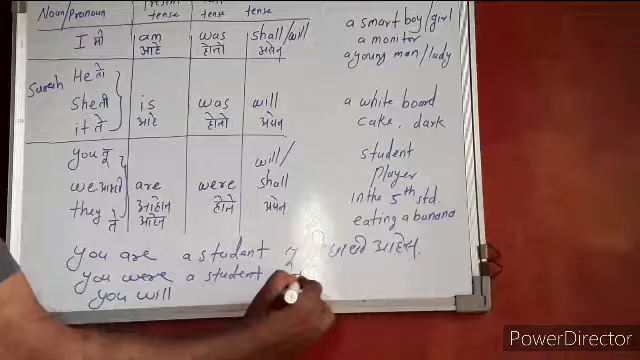 Noun/pronoun Present tense tense tense
I मी am was shall/will
आहे होतो असेन
Suresh He तो
She ती is was will
it ते आहे होतो असेन
you तू will/
we आम्ही are were shall
they ते होते असेन
a smart boy/girl
a monitor
a young man/lady
a white board
cake. dark
student
player
in the 5th std.
eating a banana
you are a student तू आहेस.
you were a student
you will
PowerDirector